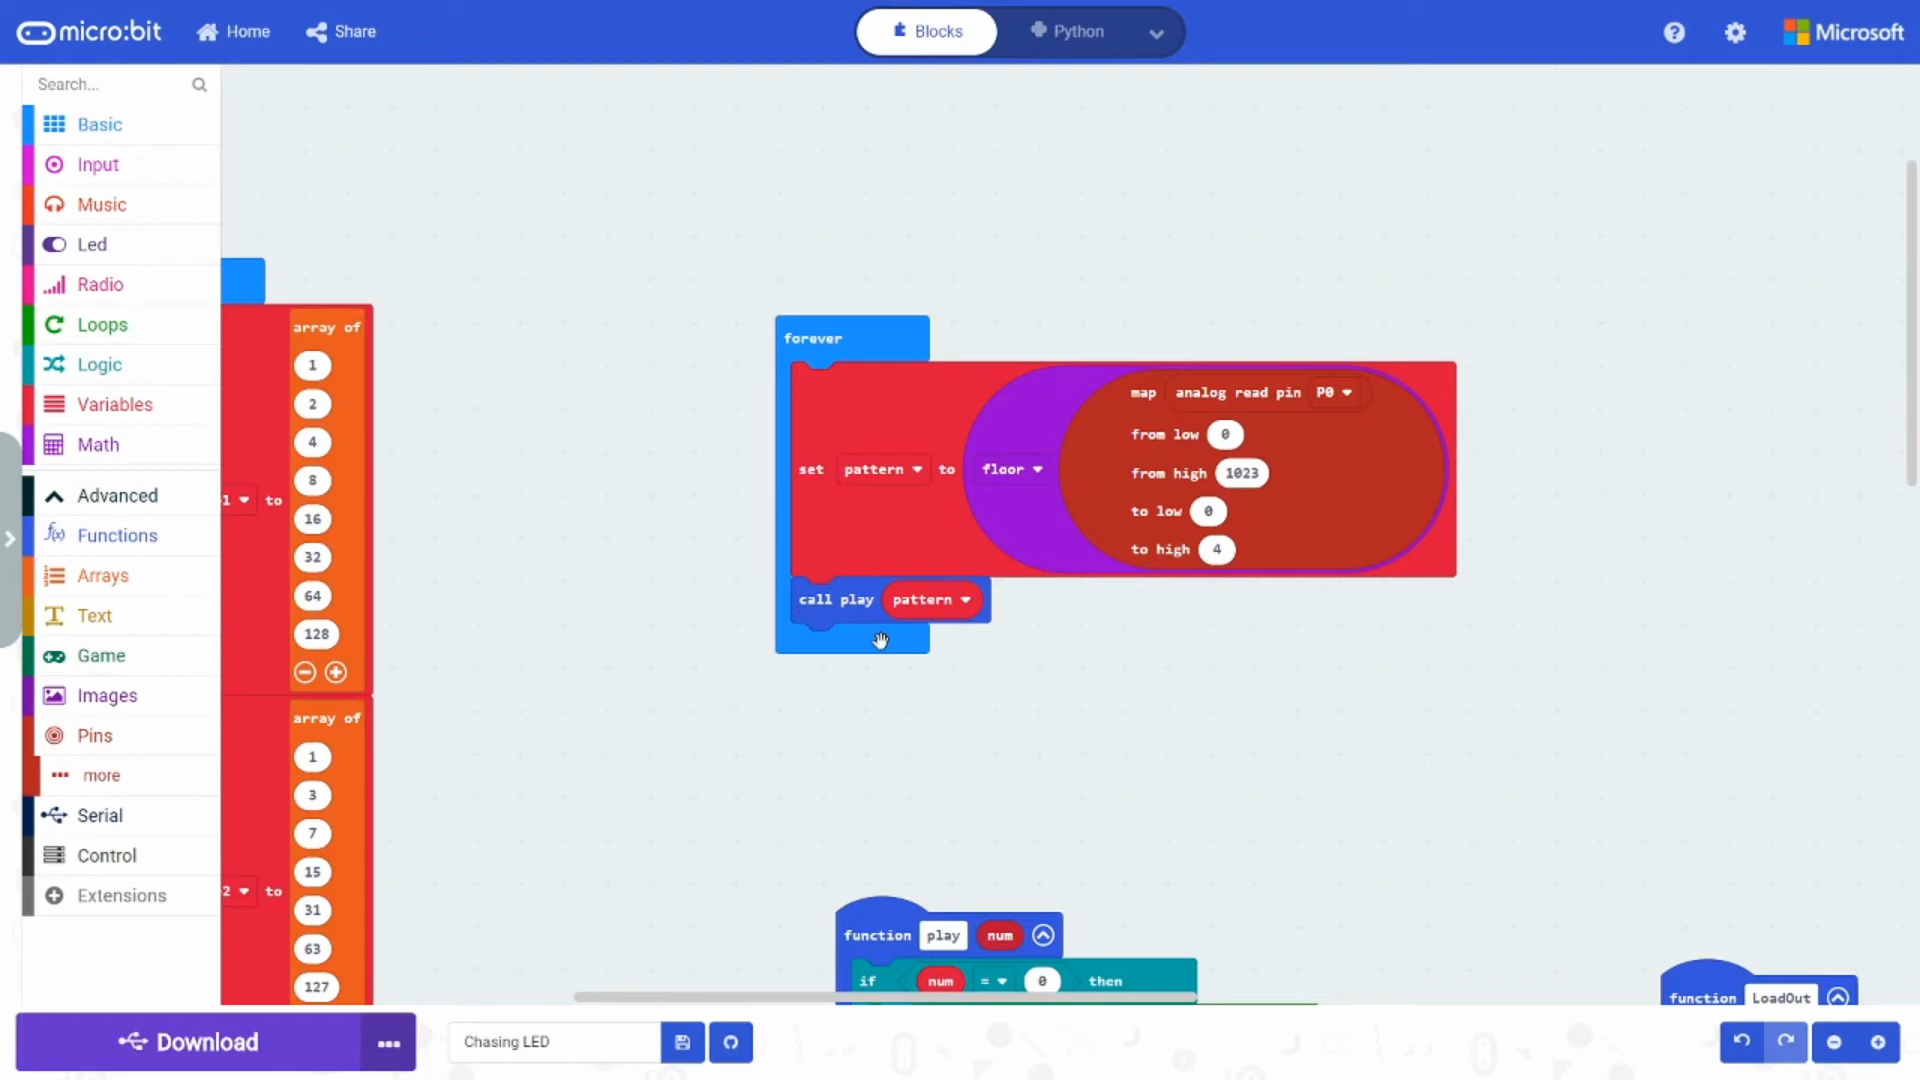 micro:bit
Home
Share
Blocks
Python
Microsoft
Search...
Basic
Input
Music
Led
Radio
Loops
Logic
Variables
Math
Advanced
Functions
Arrays
Text
Game
Images
Pins
more
Serial
Control
Extensions
array of
1
2
4
8
16
32
64
128
1 to
array of
1
3
7
15
31
63
127
2 to
forever
set pattern to floor
map analog read pin P0
from low 0
from high 1023
to low 0
to high 4
call play pattern
function play num
if num = 0 then
function LoadOut
Download
Chasing LED